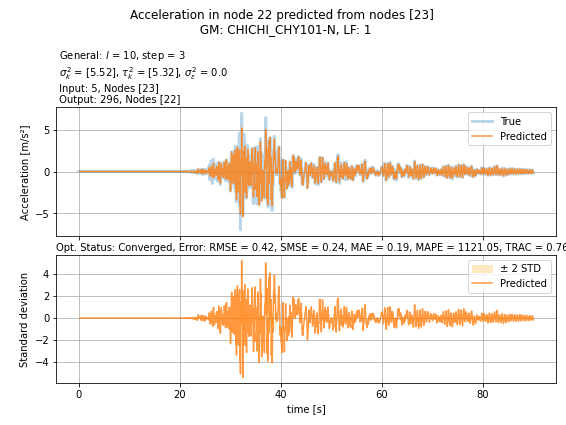 Acceleration in node 22 predicted from nodes [23]
GM: CHICHI_CHY101-N, LF: 1
General: l = 10, step = 3
σ²ₖ = [5.52], τ²ₖ = [5.32], σ²ε = 0.0
Input: 5, Nodes [23]
Output: 296, Nodes [22]
True
Predicted
Acceleration [m/s²]
5
0
−5
Opt. Status: Converged, Error: RMSE = 0.42, SMSE = 0.24, MAE = 0.19, MAPE = 1121.05, TRAC = 0.76
± 2 STD
Predicted
Standard deviation
4
2
0
−2
−4
0 20 40 60 80
time [s]